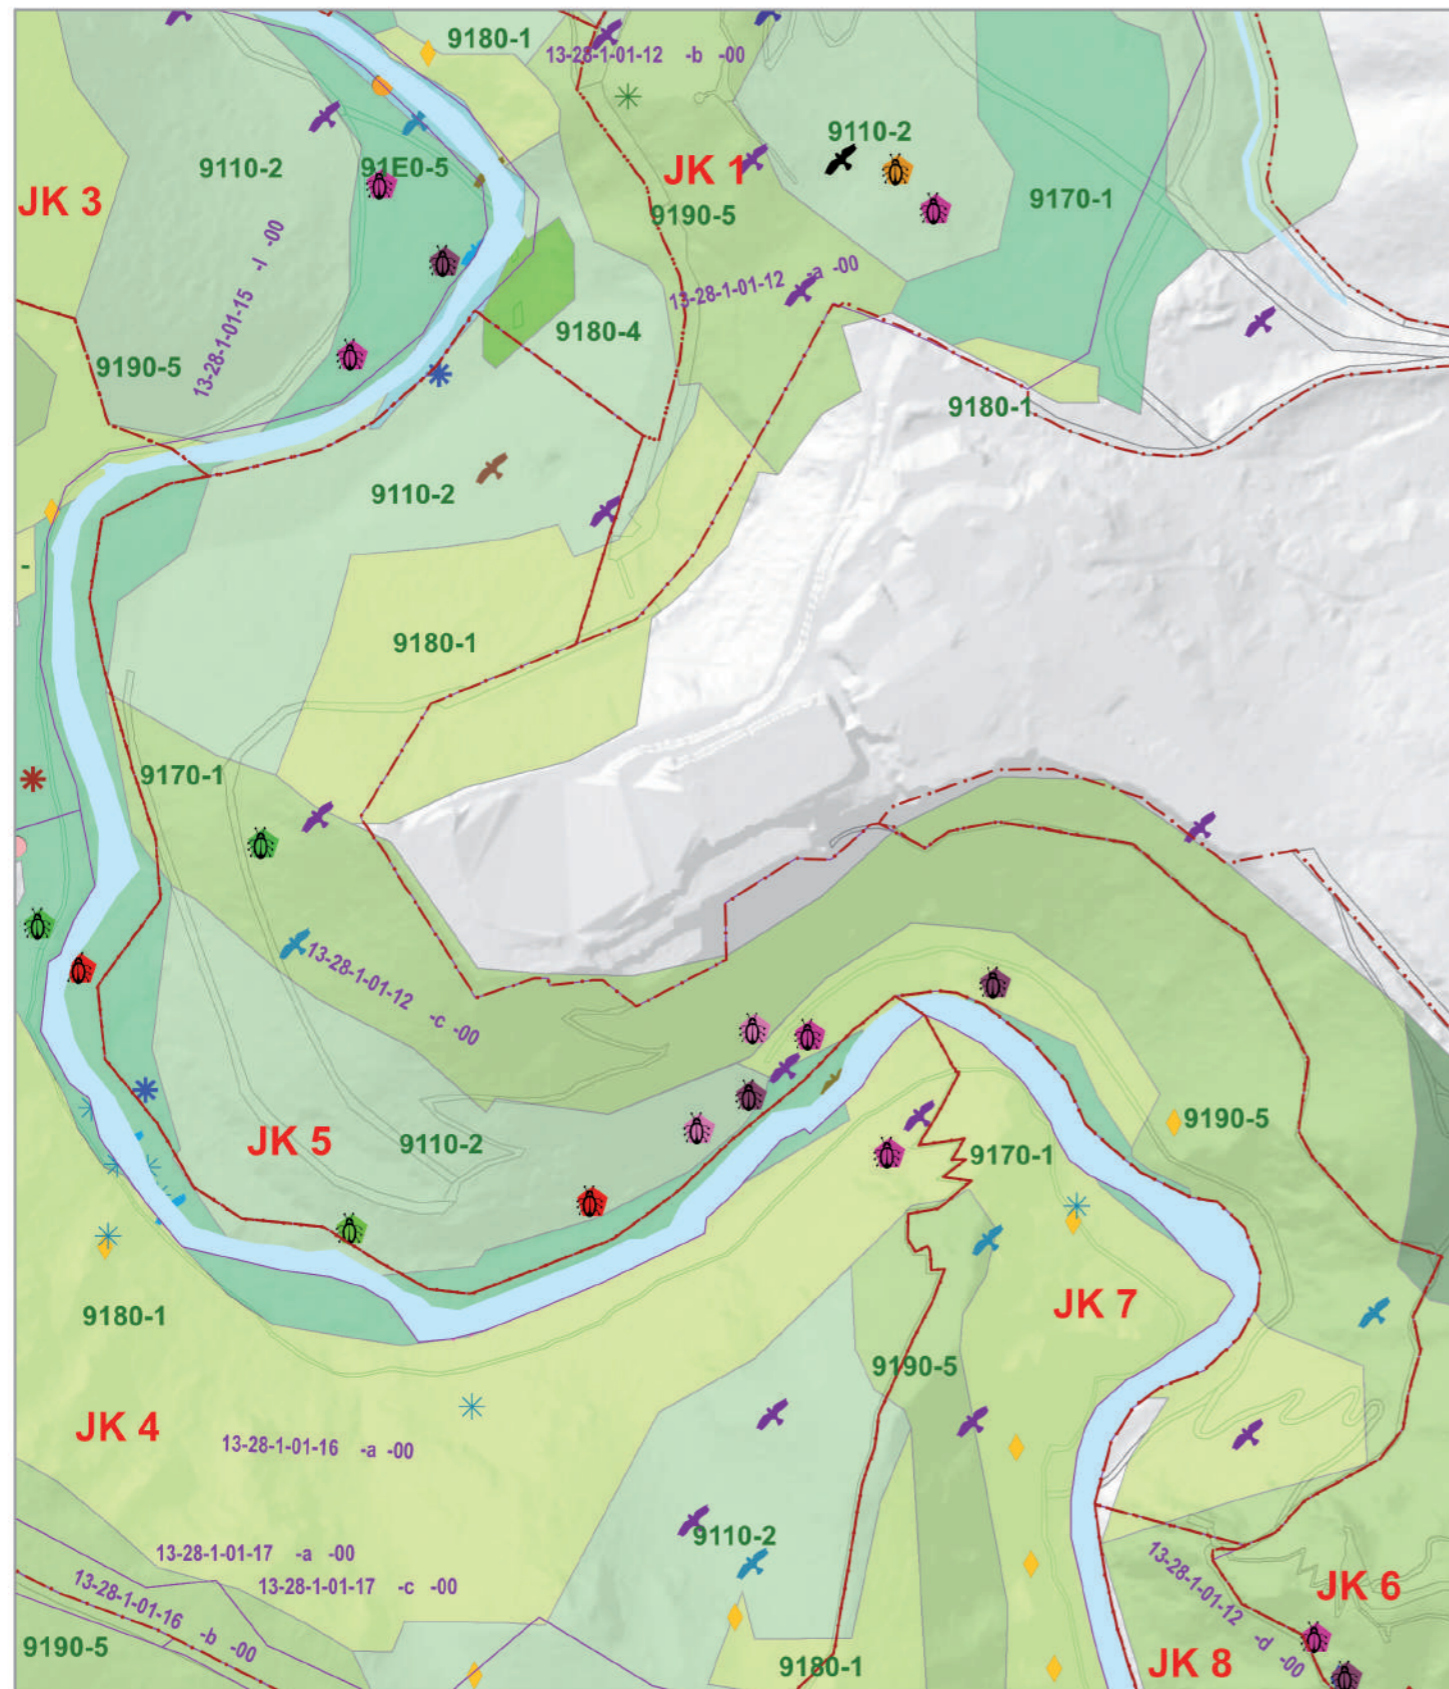 9180-1
13-28-1-01-12 -b -00
9110-2
9110-2
91E0-5
JK 1
9170-1
JK 3
9190-5
13-28-1-01-15 -l -00
13-28-1-01-12 -a -00
9180-4
9190-5
9180-1
9110-2
-
9180-1
9170-1
13-28-1-01-12 -c -00
9190-5
JK 5
9110-2
9170-1
9180-1
JK 7
9190-5
JK 4
13-28-1-01-16 -a -00
9110-2
13-28-1-01-17 -a -00
13-28-1-01-17 -c -00
13-28-1-01-16 -b -00
13-28-1-01-12 -d -00
JK 6
9190-5
9180-1
JK 8